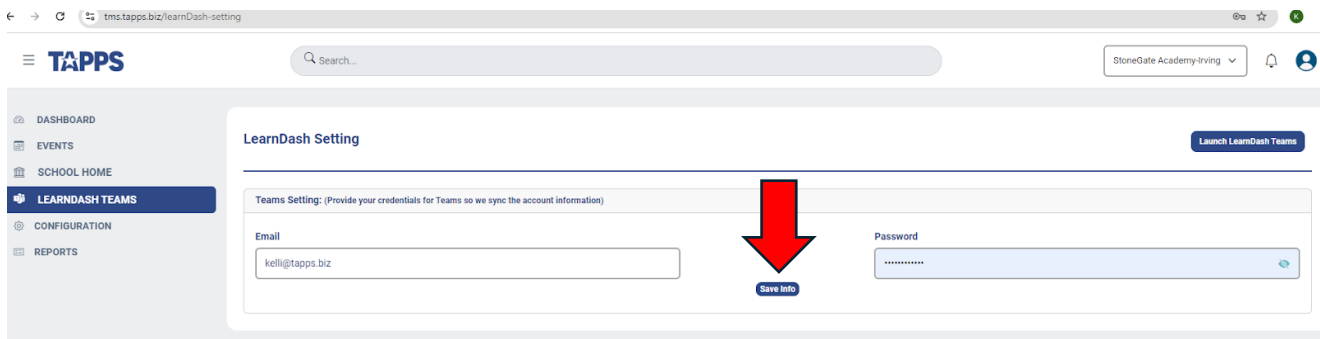 tms.tapps.biz/learnDash-setting
K
TAPPS
Search...
StoneGate Academy-Irving
DASHBOARD
EVENTS
SCHOOL HOME
LEARNDASH TEAMS
CONFIGURATION
REPORTS
LearnDash Setting
Launch LearnDash Teams
Teams Setting: (Provide your credentials for Teams so we sync the account information)
Email
Password
kelli@tapps.biz
............
Save Info